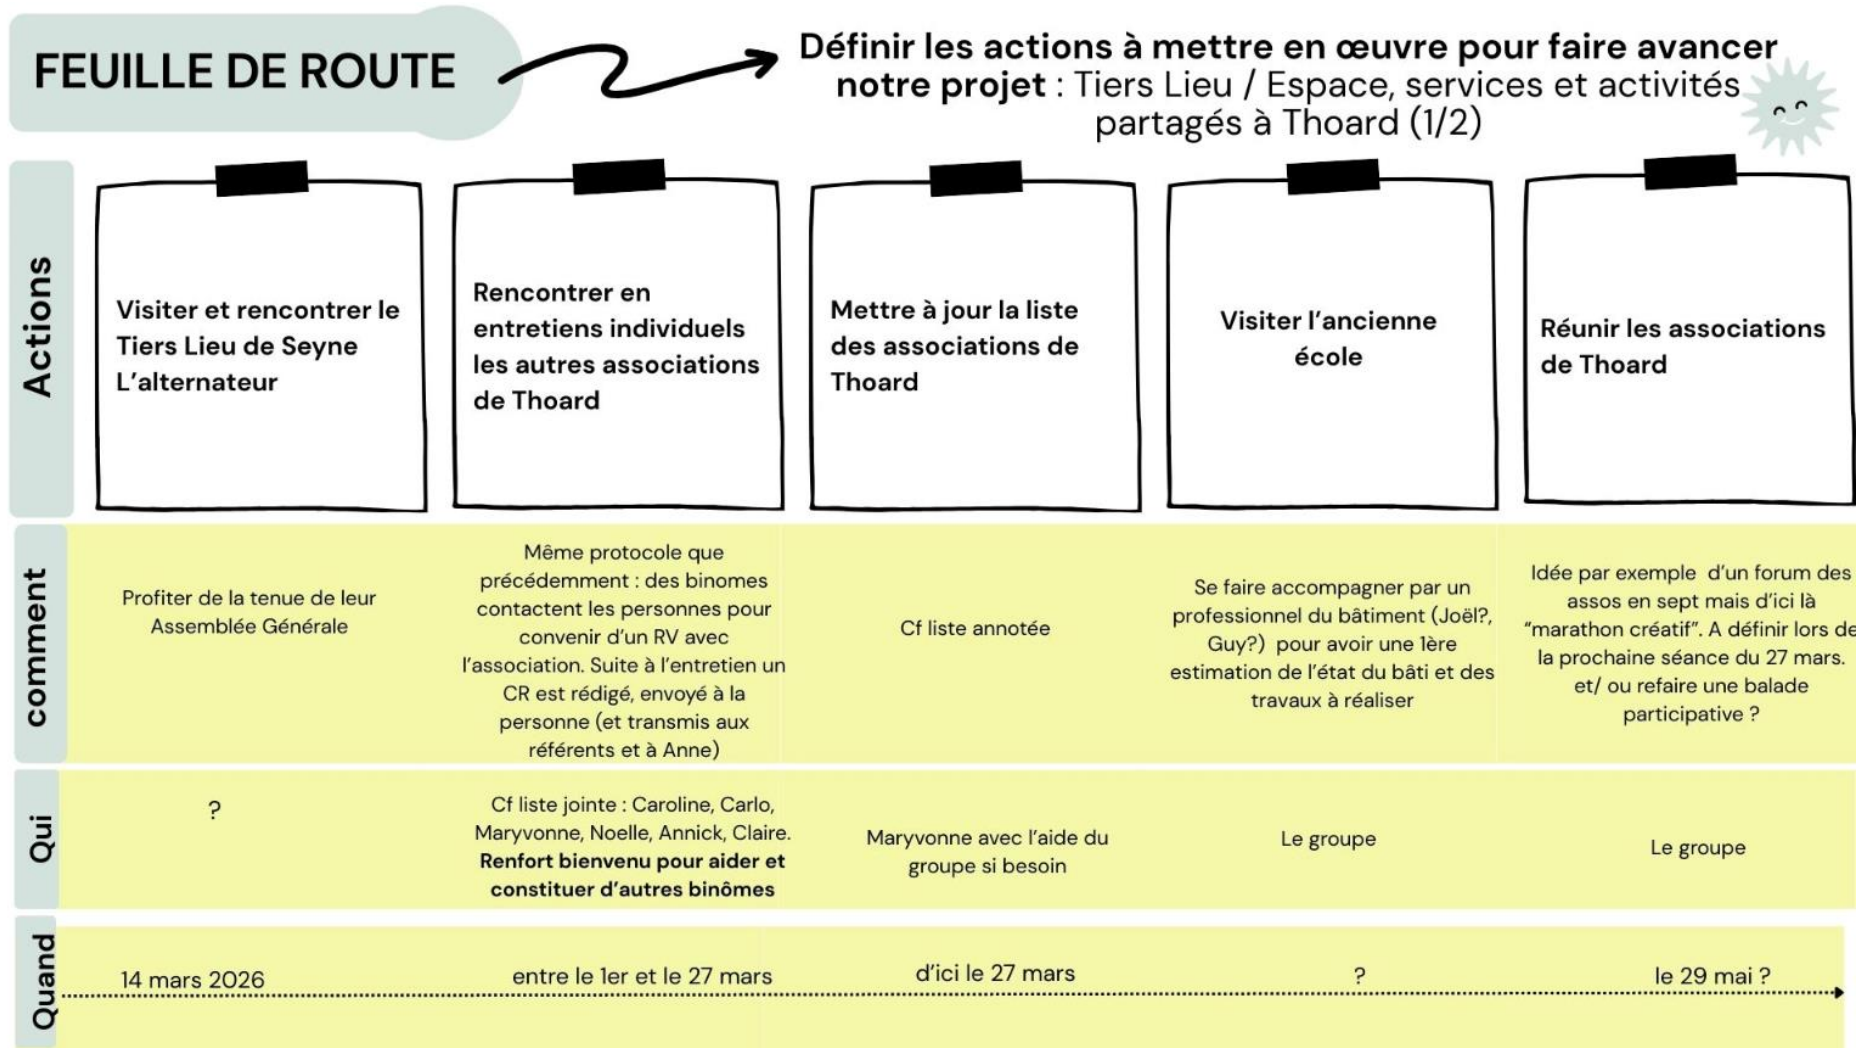 FEUILLE DE ROUTE
Définir les actions à mettre en œuvre pour faire avancer
notre projet : Tiers Lieu / Espace, services et activités
partagés à Thoard (1/2)
Actions
Visiter et rencontrer le
Tiers Lieu de Seyne
L'alternateur
Rencontrer en
entretiens individuels
les autres associations
de Thoard
Mettre à jour la liste
des associations de
Thoard
Visiter l'ancienne
école
Réunir les associations
de Thoard
comment
Profiter de la tenue de leur
Assemblée Générale
Même protocole que
précédemment : des binomes
contactent les personnes pour
convenir d'un RV avec
l'association. Suite à l'entretien un
CR est rédigé, envoyé à la
personne (et transmis aux
référents et à Anne)
Cf liste annotée
Se faire accompagner par un
professionnel du bâtiment (Joël?,
Guy?) pour avoir une 1ère
estimation de l'état du bâti et des
travaux à réaliser
Idée par exemple d'un forum des
assos en sept mais d'ici là
"marathon créatif". A définir lors de
la prochaine séance du 27 mars.
et/ ou refaire une balade
participative ?
Qui
?
Cf liste jointe : Caroline, Carlo,
Maryvonne, Noelle, Annick, Claire.
Renfort bienvenu pour aider et
constituer d'autres binômes
Maryvonne avec l'aide du
groupe si besoin
Le groupe
Le groupe
Quand
14 mars 2026
entre le 1er et le 27 mars
d'ici le 27 mars
?
le 29 mai ?